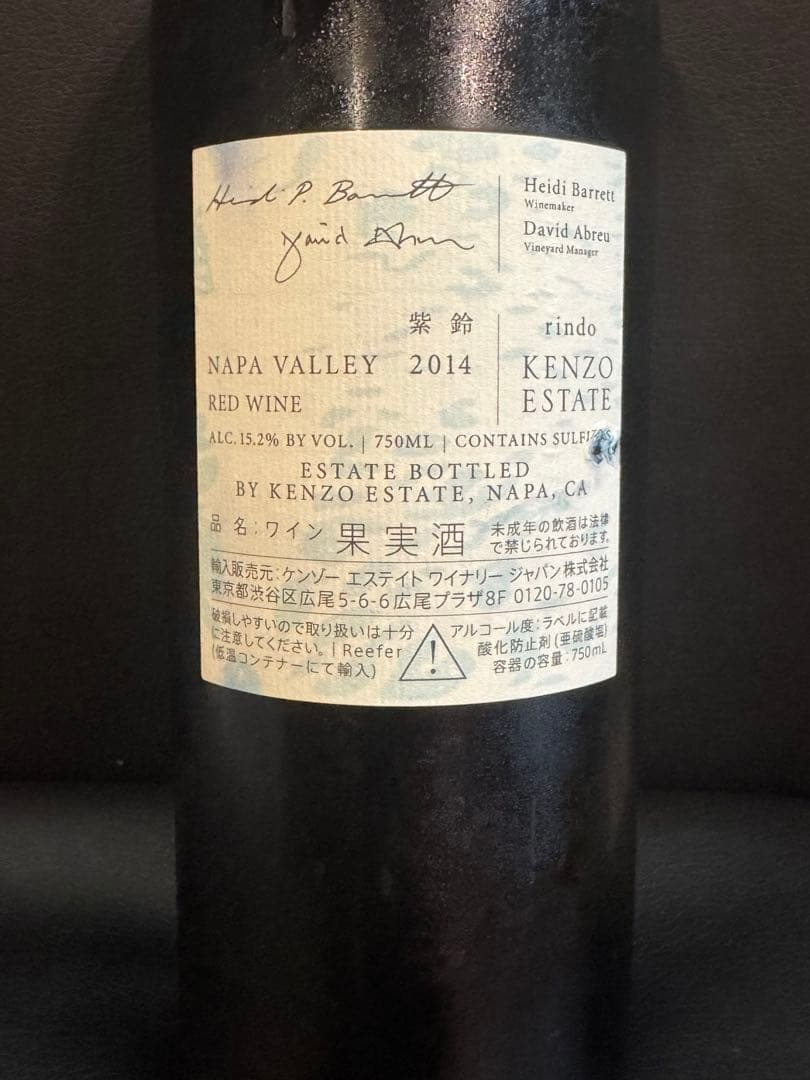 Heidi P. Barrett
David Abreu
Heidi Barrett
Winemaker
David Abreu
Vineyard Manager
紫鈴
rindo
NAPA VALLEY 2014
RED WINE
KENZO
ESTATE
ALC. 15.2% BY VOL. | 750ML | CONTAINS SULFITES
ESTATE BOTTLED
BY KENZO ESTATE, NAPA, CA
品名:ワイン 果実酒
未成年の飲酒は法律
で禁じられております。
輸入販売元:ケンゾー エステイト ワイナリー ジャパン株式会社
東京都渋谷区広尾5-6-6広尾プラザ8F 0120-78-0105
破損しやすいので取り扱いは十分
に注意してください。| Reefer
(低温コンテナーにて輸入)
アルコール度:ラベルに記載
酸化防止剤(亜硫酸塩)
容器の容量:750mL